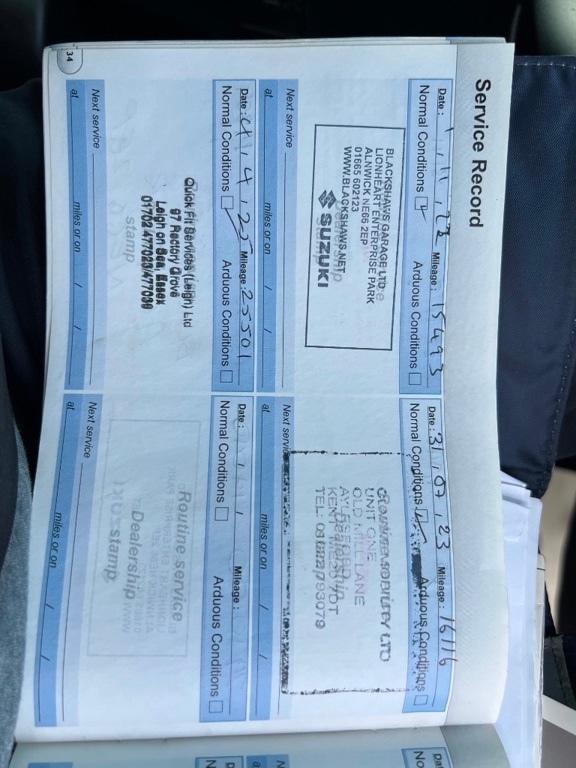 Service Record
Date: 1, 11, 22 Mileage: 15493
Normal Conditions Arduous Conditions
BLACKSHAWS GARAGE LTD
LIONHEART ENTERPRISE PARK
ALNWICK NE66 2EP
01665 602123
WWW.BLACKSHAWS.NET
SUZUKI
Next service
at miles or on / /
Date: 31, 07, 23 Mileage: 16116
Normal Conditions Arduous Conditions
UNIT ONE
OLD MILL LANE
Next service
at miles or on / /
Date: 4, 25 Mileage: 25501
Normal Conditions Arduous Conditions
Quick Fit Services (Leigh) Ltd
67 Rectory Grove
Leigh on Sea, Essex
01702 477023/477039
stamp
Next service
at miles or on / /
Date: Mileage:
Normal Conditions Arduous Conditions
Routine service
Dealership
stamp
Next service
at miles or on / /
34